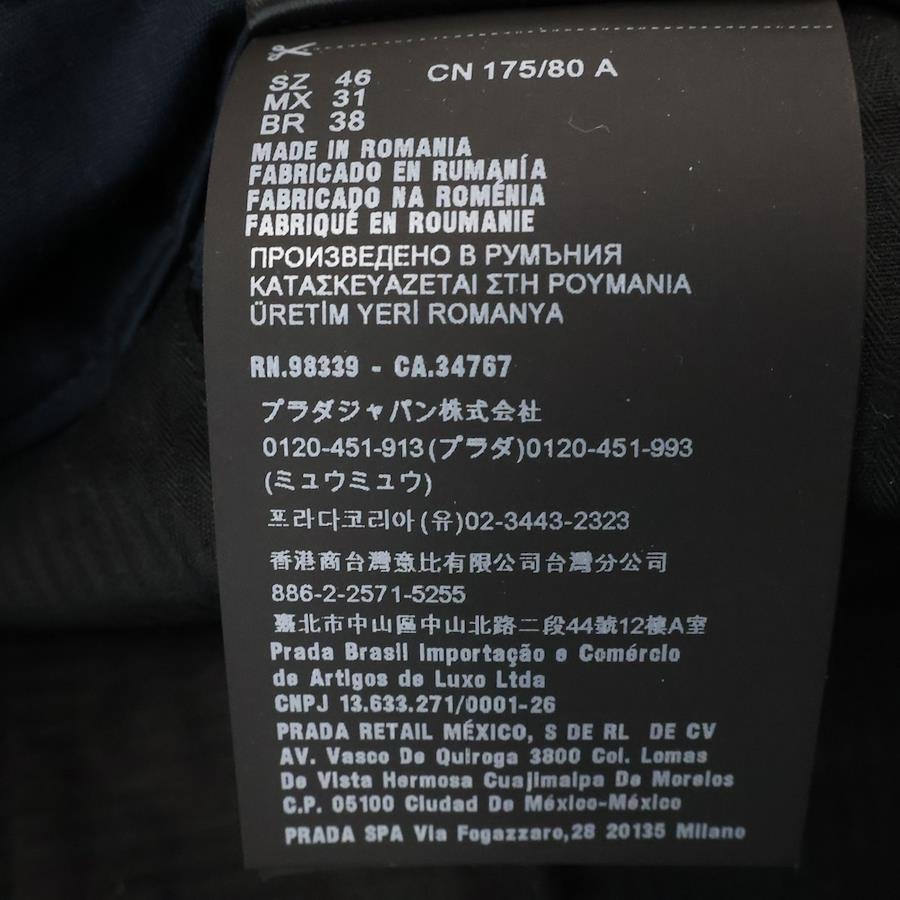 SZ 46 CN 175/80 A
MX 31
BR 38
MADE IN ROMANIA
FABRICADO EN RUMANÍA
FABRICADO NA ROMÉNIA
FABRIQUÉ EN ROUMANIE
ПРОИЗВЕДЕНО В РУМЪНИЯ
ΚΑΤΑΣΚΕΥΑΖΕΤΑΙ ΣΤΗ ΡΟΥΜΑΝΙΑ
ÜRETİM YERİ ROMANYA
RN.98339 - CA.34767
プラダジャパン株式会社
0120-451-913(プラダ)0120-451-993
(ミュウミュウ)
프라다코리아(유)02-3443-2323
香港商台灣意比有限公司台灣分公司
886-2-2571-5255
臺北市中山區中山北路二段44號12樓A室
Prada Brasil Importação e Comércio
de Artigos de Luxo Ltda
CNPJ 13.633.271/0001-26
PRADA RETAIL MÉXICO, S DE RL DE CV
AV. Vasco De Quiroga 3800 Col. Lomas
De Vista Hermosa Cuajimalpa De Morelos
C.P. 05100 Ciudad De México-México
PRADA SPA Via Fogazzaro,28 20135 Milano